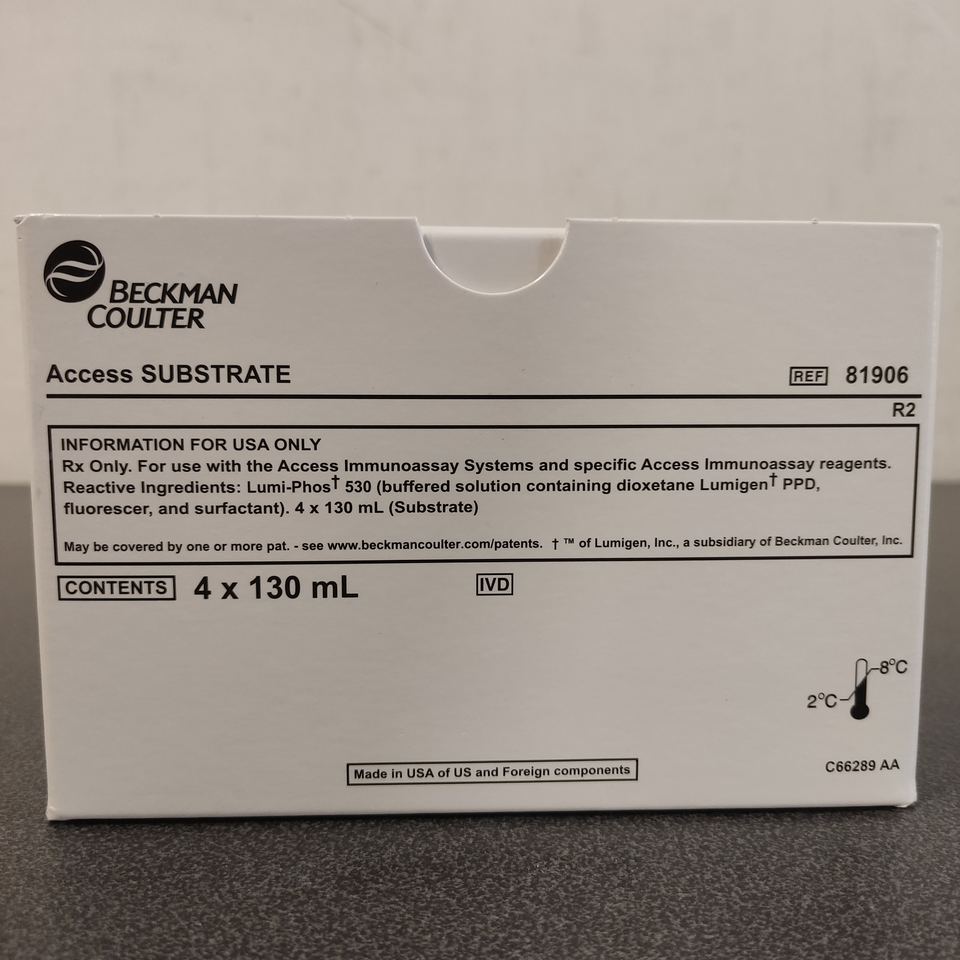 BECKMAN
COULTER
Access SUBSTRATE
REF 81906
R2
INFORMATION FOR USA ONLY
Rx Only. For use with the Access Immunoassay Systems and specific Access Immunoassay reagents.
Reactive Ingredients: Lumi-Phos† 530 (buffered solution containing dioxetane Lumigen† PPD,
fluorescer, and surfactant). 4 x 130 mL (Substrate)
May be covered by one or more pat. - see www.beckmancoulter.com/patents. † ™ of Lumigen, Inc., a subsidiary of Beckman Coulter, Inc.
CONTENTS 4 x 130 mL IVD
8°C
2°C
Made in USA of US and Foreign components
C66289 AA